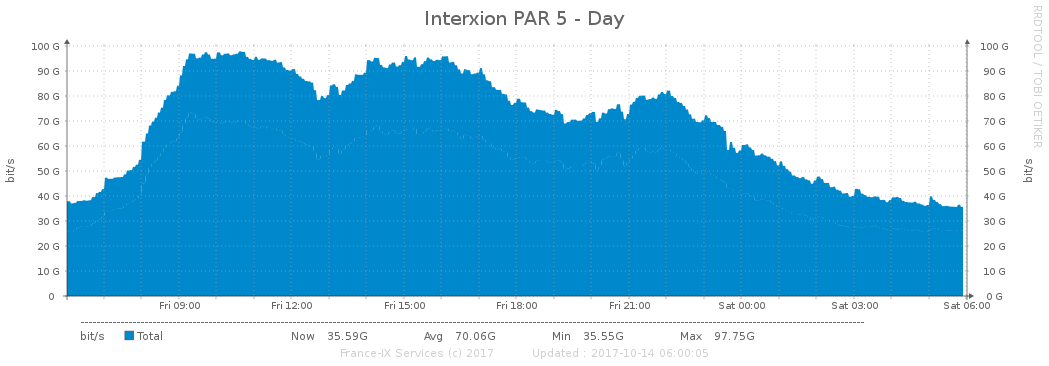 Interxion PAR 5 - Day
RRDTOOL / TOBI OETIKER
100 G 100 G
90 G 90 G
80 G 80 G
70 G 70 G
60 G 60 G
50 G 50 G
40 G 40 G
30 G 30 G
20 G 20 G
10 G 10 G
0 0 G
bit/s bit/s
Fri 09:00 Fri 12:00 Fri 15:00 Fri 18:00 Fri 21:00 Sat 00:00 Sat 03:00 Sat 06:00
bit/s Total Now 35.59G Avg 70.06G Min 35.55G Max 97.75G
France-IX Services (c) 2017 Updated : 2017-10-14 06:00:05